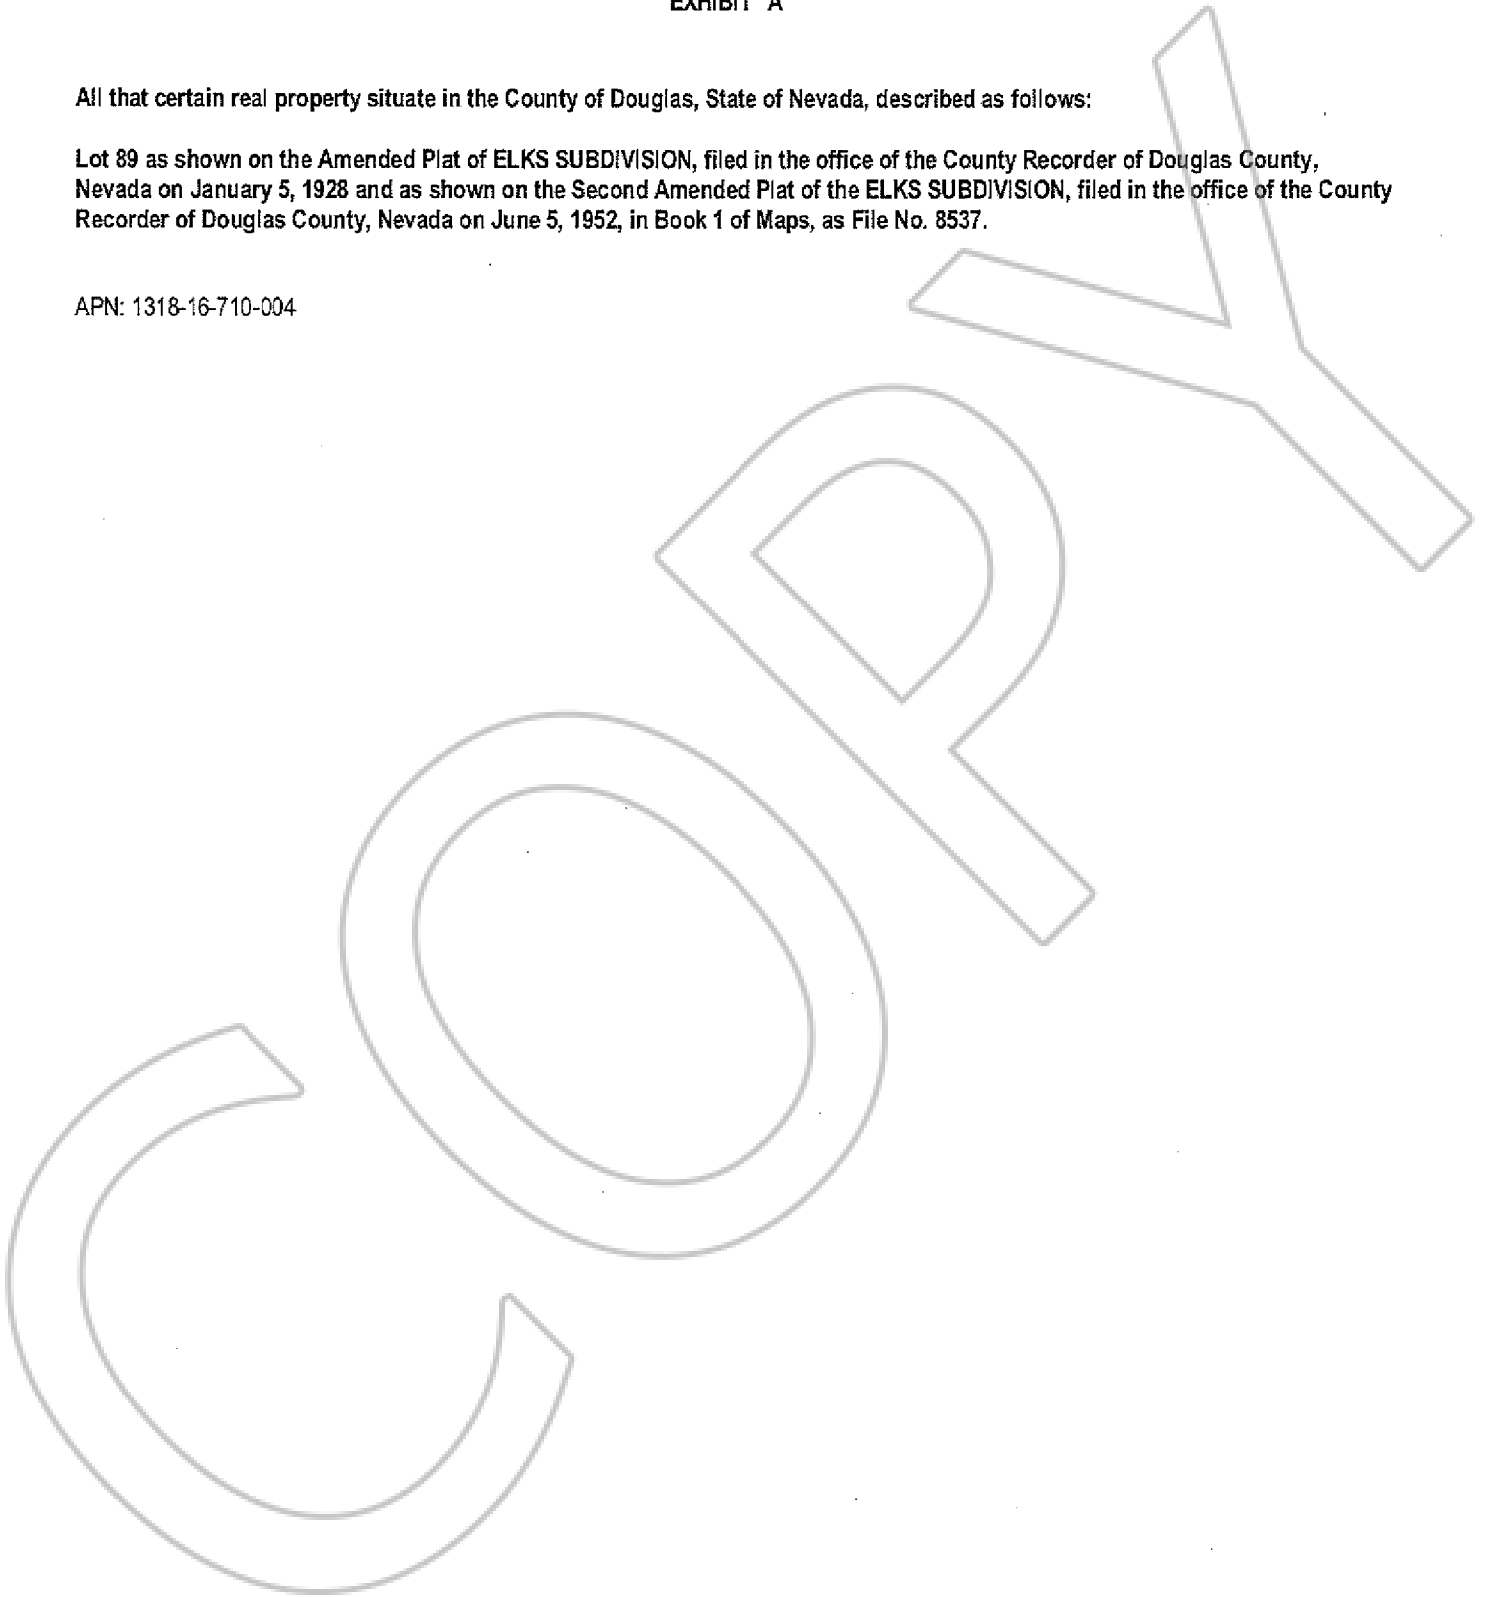 EXHIBIT "A"
All that certain real property situate in the County of Douglas, State of Nevada, described as follows:
Lot 89 as shown on the Amended Plat of ELKS SUBDIVISION, filed in the office of the County Recorder of Douglas County,
Nevada on January 5, 1928 and as shown on the Second Amended Plat of the ELKS SUBDIVISION, filed in the office of the County
Recorder of Douglas County, Nevada on June 5, 1952, in Book 1 of Maps, as File No. 8537.
APN: 1318-16-710-004
COPY